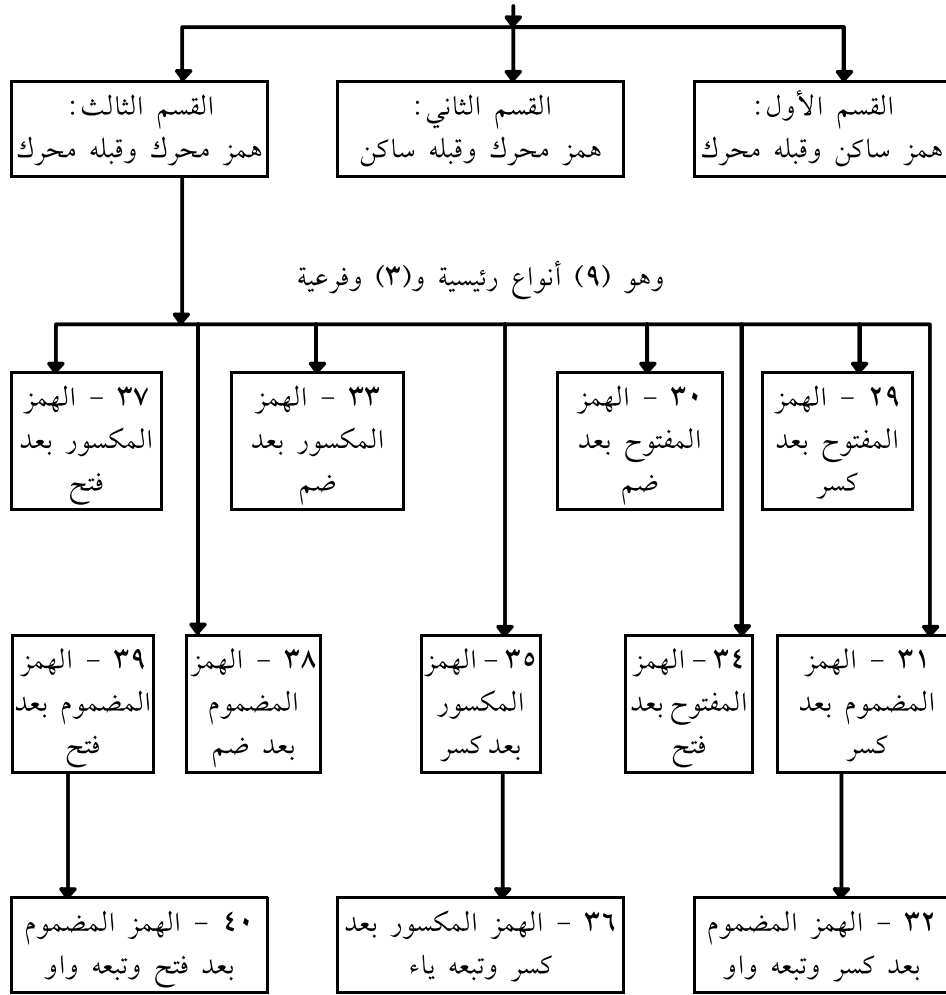 القسم الأول:
همز ساكن وقبله محرك
القسم الثاني:
همز محرك وقبله ساكن
القسم الثالث:
همز محرك وقبله محرك
وهو (٩) أنواع رئيسية و(٣) وفرعية
٢٩ - الهمز
المفتوح بعد
كسر
٣٠ - الهمز
المفتوح بعد
ضم
٣٣ - الهمز
المكسور بعد
ضم
٣٧ - الهمز
المكسور بعد
فتح
٣١ - الهمز
المضموم بعد
كسر
٣٤ - الهمز
المفتوح بعد
فتح
٣٥ - الهمز
المكسور
بعد كسر
٣٨ - الهمز
المضموم
بعد ضم
٣٩ - الهمز
المضموم بعد
فتح
٣٢ - الهمز المضموم
بعد كسر وتبعه واو
٣٦ - الهمز المكسور بعد
كسر وتبعه ياء
٤٠ - الهمز المضموم
بعد فتح وتبعه واو